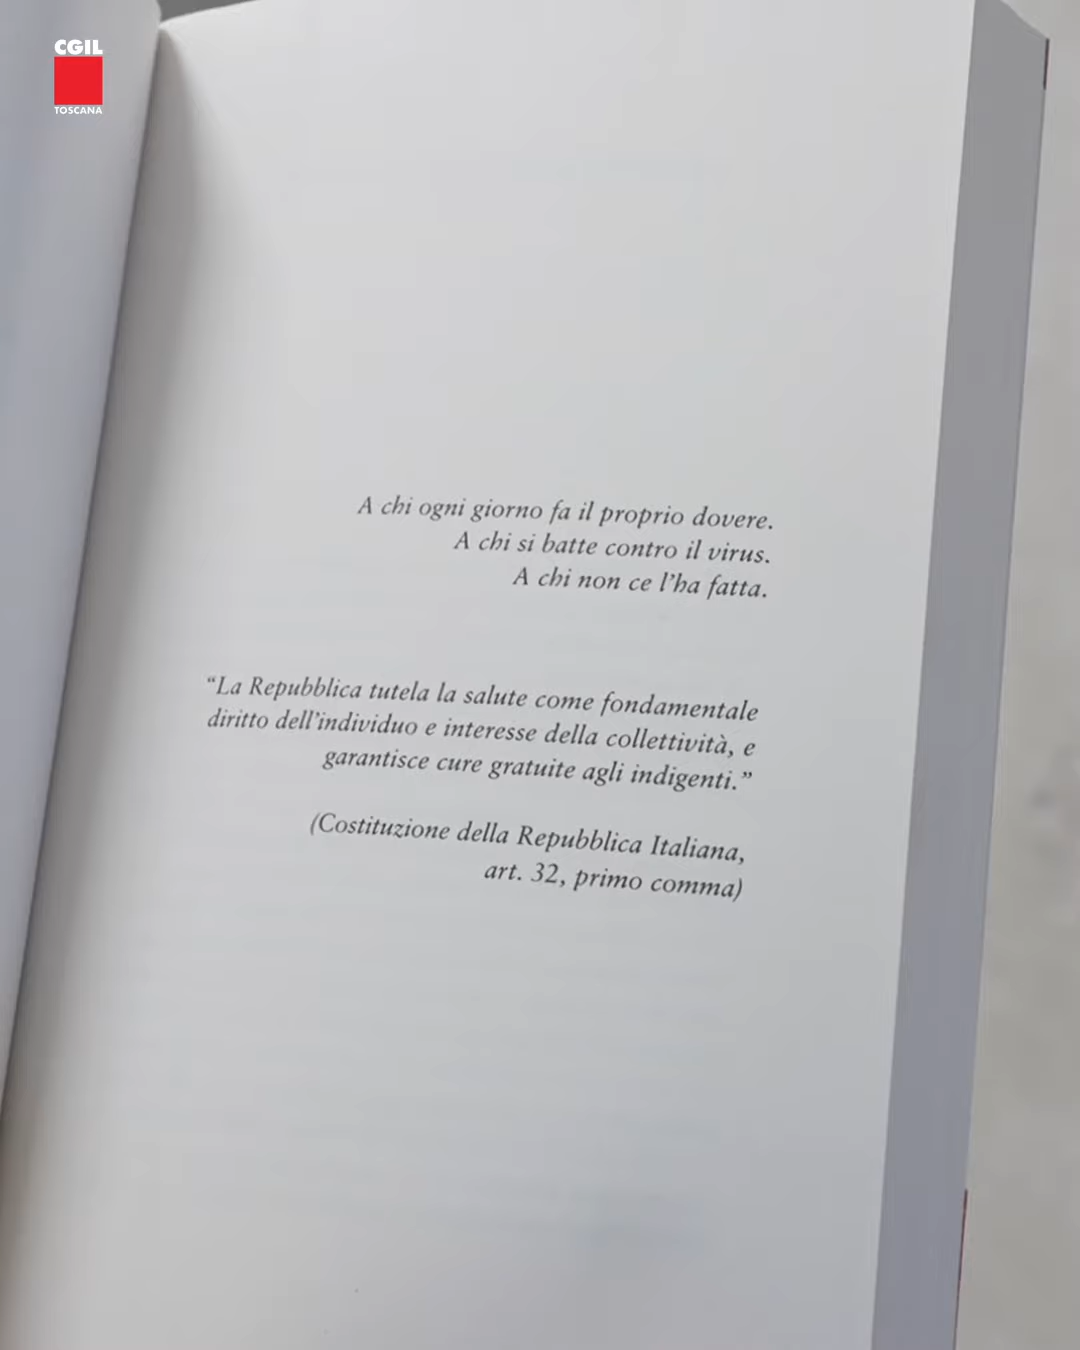 CGIL
TOSCANA
A chi ogni giorno fa il proprio dovere.
A chi si batte contro il virus.
A chi non ce l’ha fatta.
“La Repubblica tutela la salute come fondamentale
diritto dell’individuo e interesse della collettività, e
garantisce cure gratuite agli indigenti.”
(Costituzione della Repubblica Italiana,
art. 32, primo comma)